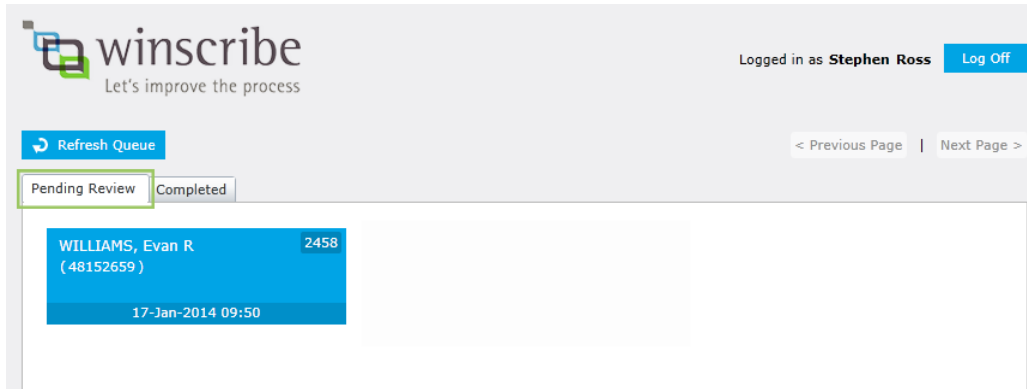 winscribe
Let's improve the process
Logged in as Stephen Ross Log Off
Refresh Queue < Previous Page | Next Page >
Pending Review Completed
WILLIAMS, Evan R 2458
( 48152659 )
17-Jan-2014 09:50